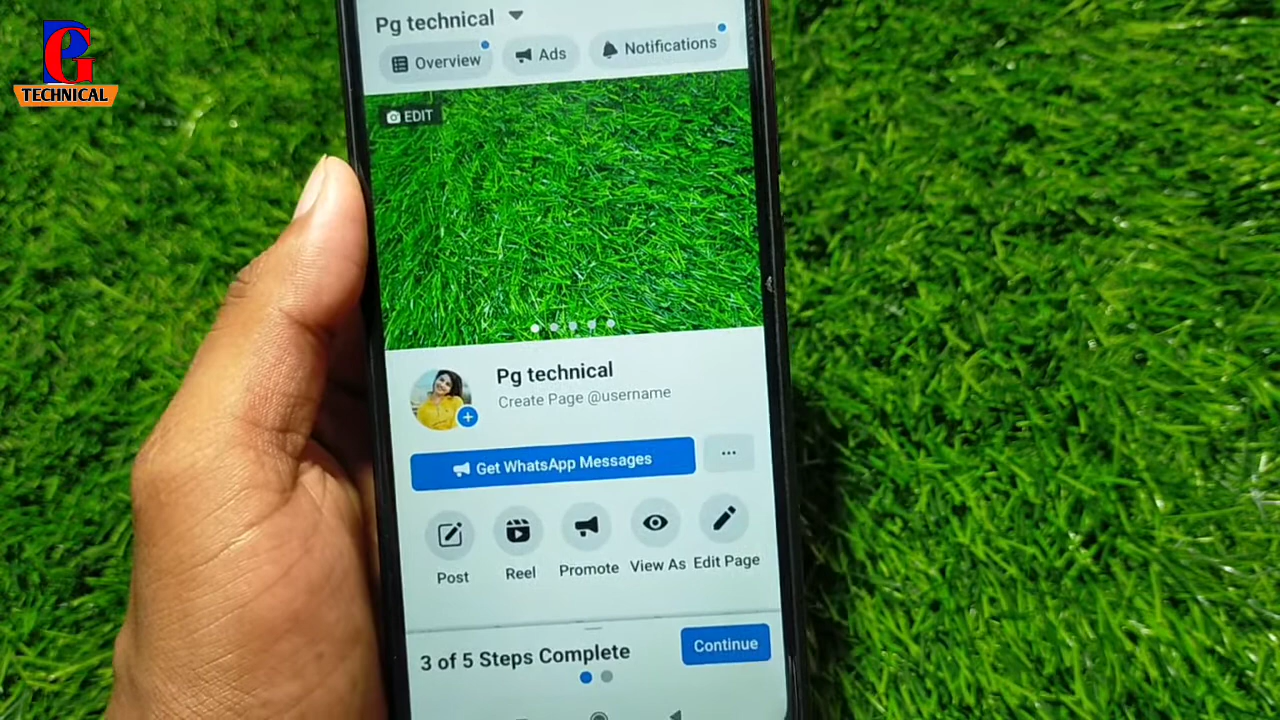 PG
TECHNICAL
Pg technical
Overview
Ads
Notifications
EDIT
Pg technical
Create Page @username
Get WhatsApp Messages
Post
Reel
Promote
View As
Edit Page
3 of 5 Steps Complete
Continue